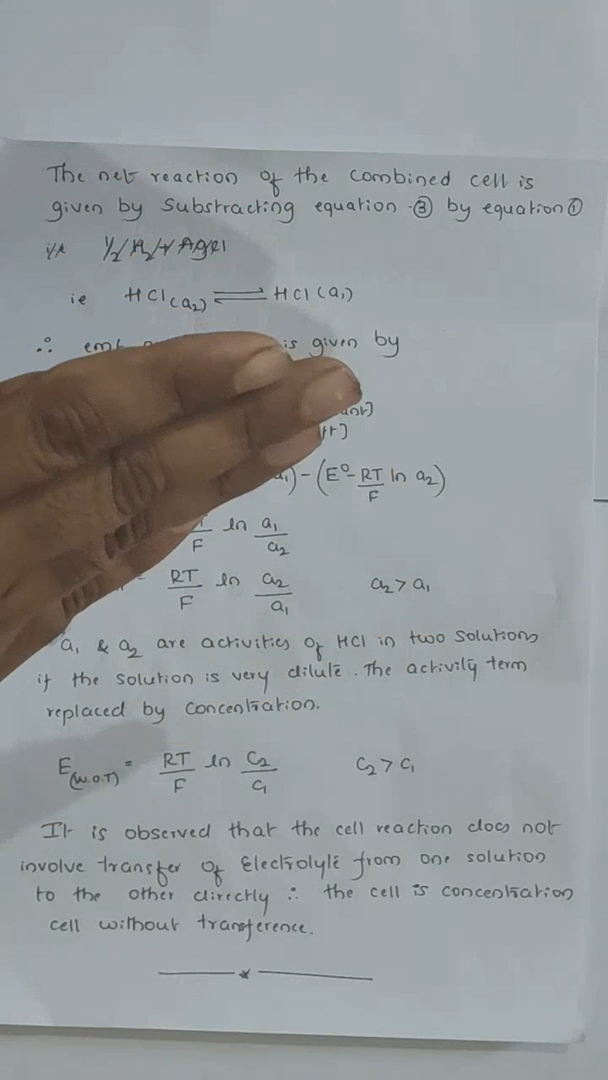 The net reaction of the combined cell is
given by Substracting equation ③ by equation ①
ie HCl(a₂) ⇌ HCl(a₁)
∴ is given by
) - (E° - RT/F ln a₂)
F ln a₁/a₂
RT/F ln a₂/a₁ a₂ > a₁
a₁ & a₂ are activities of HCl in two solutions
if the solution is very dilute. The activity term
replaced by concentration.
E(W.O.T) = RT/F ln C₂/C₁ C₂ > C₁
It is observed that the cell reaction does not
involve transfer of Electrolyte from one solution
to the other directly ∴ the cell is concentration
cell without transference.